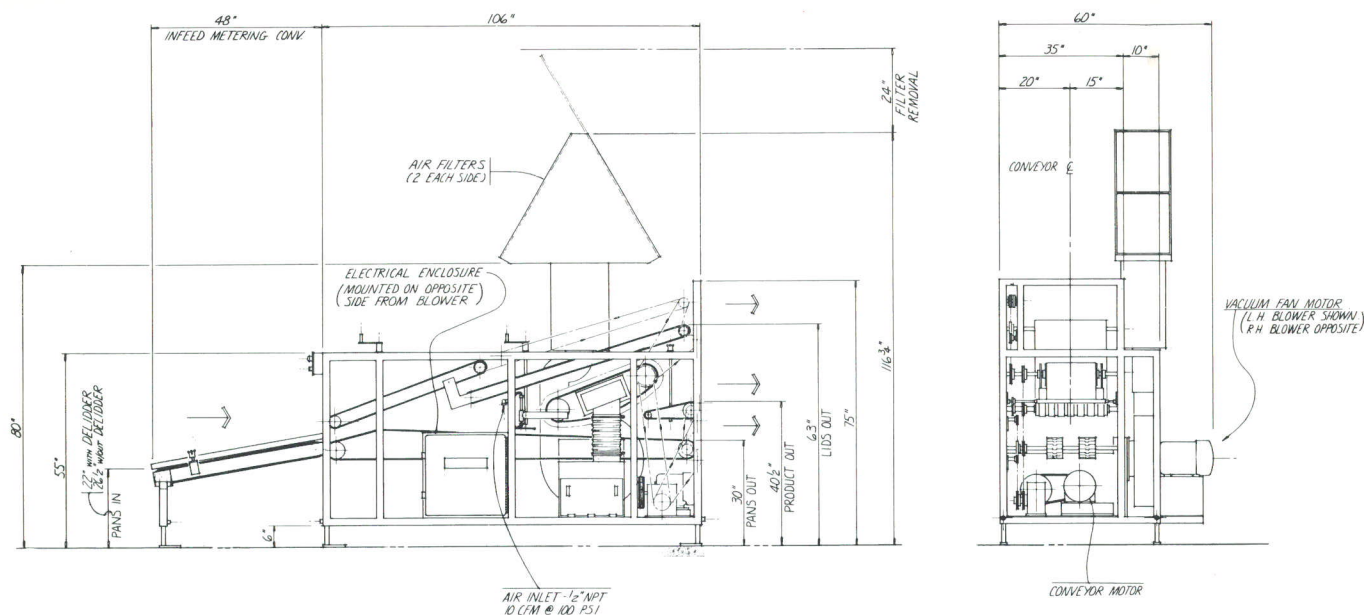 48"
INFEED METERING CONV.
106"
24"
FILTER
REMOVAL
AIR FILTERS
(2 EACH SIDE)
ELECTRICAL ENCLOSURE
(MOUNTED ON OPPOSITE)
SIDE FROM BLOWER
80"
55"
22" WITH DELIDDER
26½" W/OUT DELIDDER
PANS IN
6"
30"
PANS OUT
40½"
PRODUCT OUT
63"
LIDS OUT
75"
116¾"
AIR INLET - ½" NPT
10 CFM @ 100 PSI
60"
35"
10"
20"
15"
CONVEYOR ℄
VACUUM FAN MOTOR
(L.H. BLOWER SHOWN)
(R.H. BLOWER OPPOSITE)
CONVEYOR MOTOR